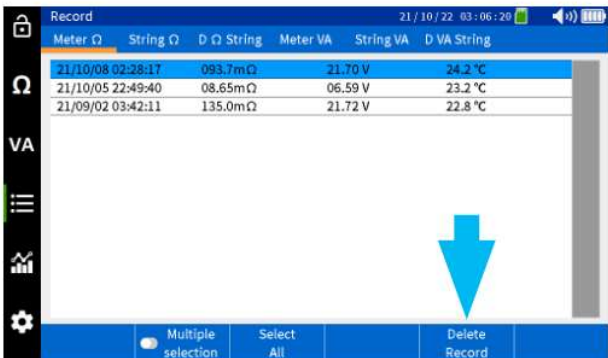 Record 21/10/22 03:06:20
Meter Ω String Ω D Ω String Meter VA String VA D VA String
21/10/08 02:28:17 093.7mΩ 21.70 V 24.2 ℃
Ω
21/10/05 22:49:40 08.65mΩ 06.59 V 23.2 ℃
21/09/02 03:42:11 135.0mΩ 21.72 V 22.8 ℃
VA
Multiple selection
Select All
Delete Record